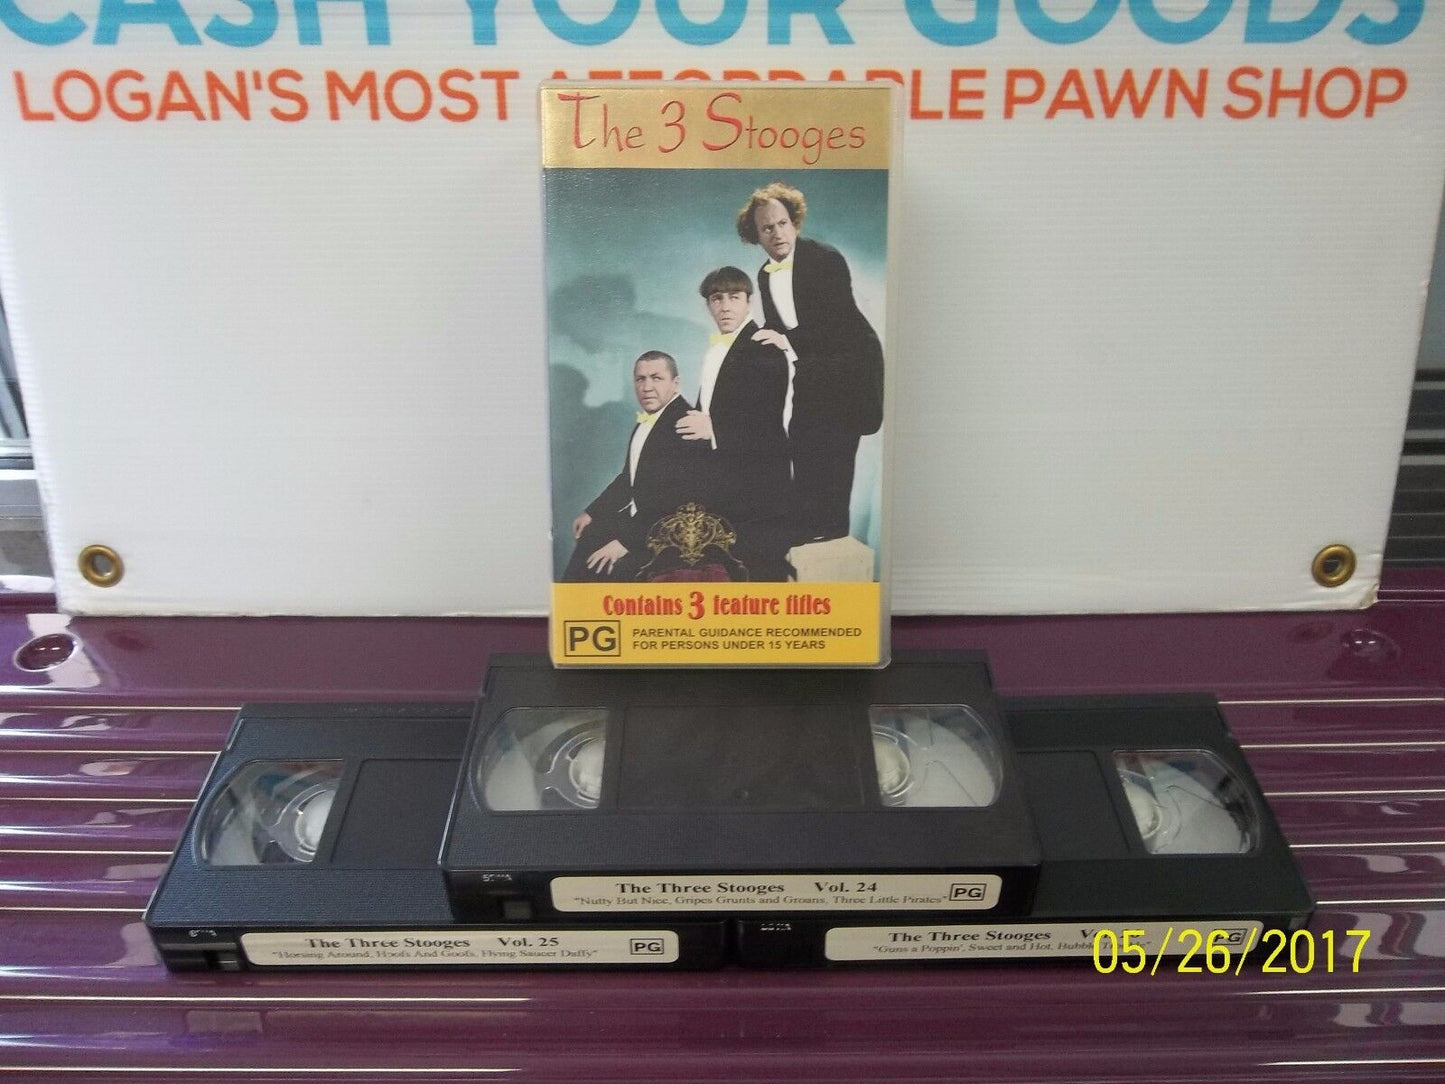 CASH YOUR GOODS
LOGAN'S MOST PAWN SHOP
The 3 Stooges
Contains 3 feature titles
PG PARENTAL GUIDANCE RECOMMENDED
FOR PERSONS UNDER 15 YEARS
The Three Stooges Vol. 24
"Nutty But Nice, Gripes Grunts and Groans, Three Little Pirates" PG
The Three Stooges Vol. 25
"Horsing Around, Hoofs And Goofs, Flying Saucer Daffy" PG
The Three Stooges
"Guns a Poppin', Sweet and Hot, PG
05/26/2017